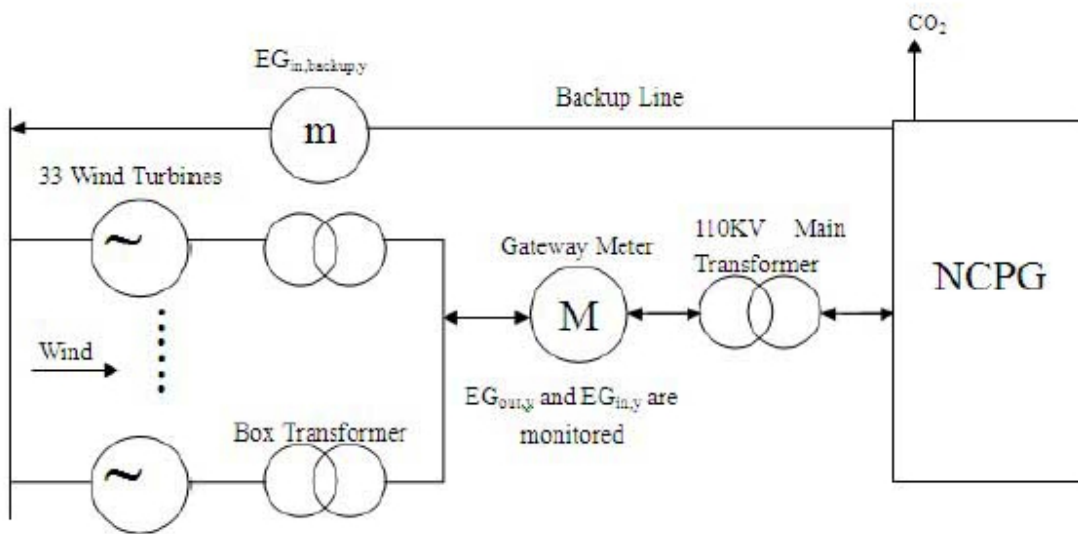 CO₂
EG_in,backup,y
m
Backup Line
33 Wind Turbines
~
Gateway Meter
110KV Main
Transformer
NCPG
M
Wind
EG_out,y and EG_in,y are
monitored
Box Transformer
~